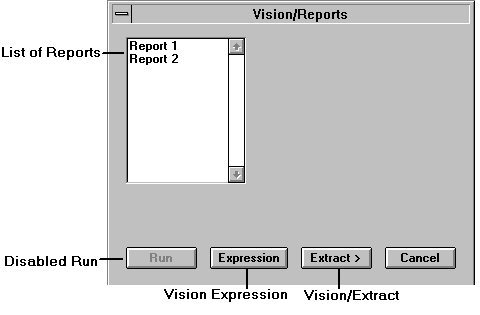 Vision/Reports
List of Reports
Report 1
Report 2
Disabled Run
Run
Expression
Extract >
Cancel
Vision Expression
Vision/Extract